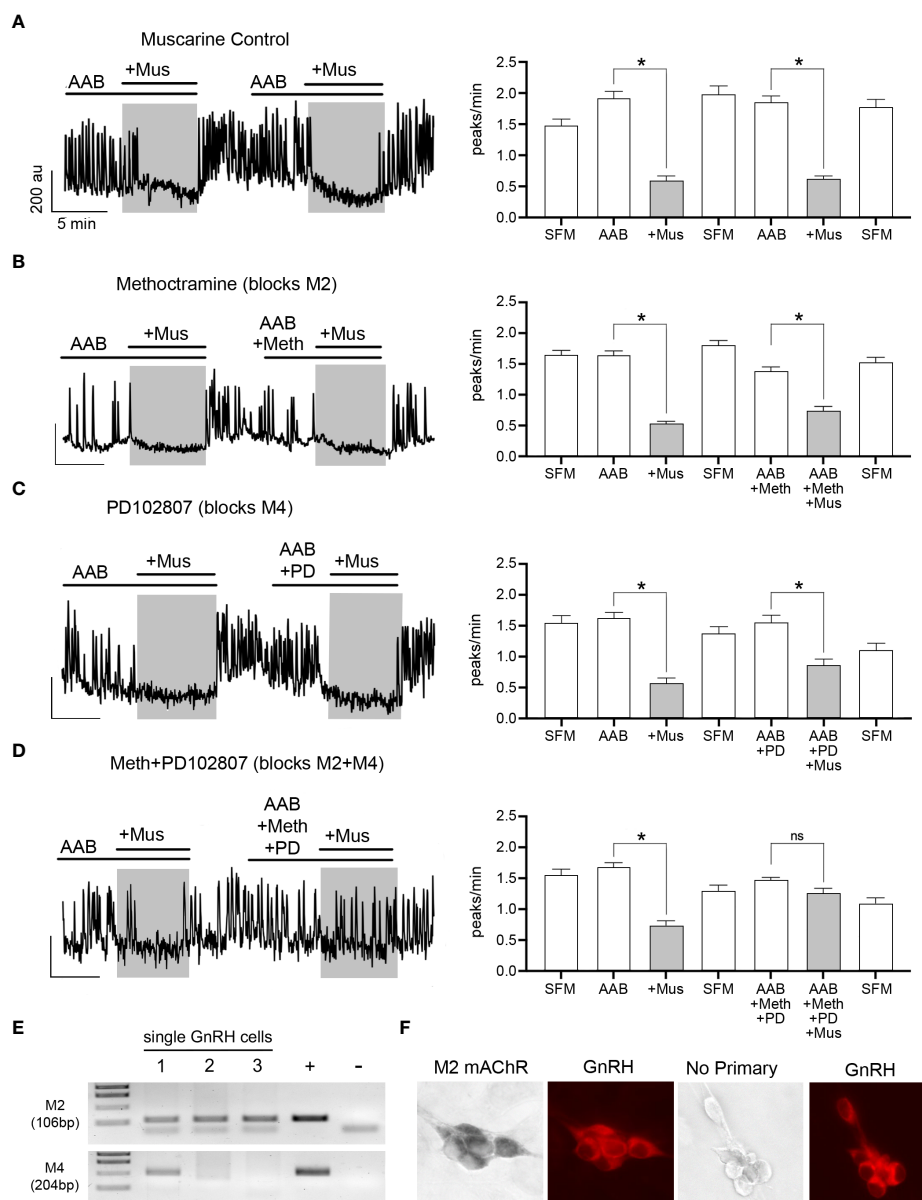 A
Muscarine Control
AAB
+Mus
AAB
+Mus
200 au
5 min
peaks/min
2.5
2.0
1.5
1.0
0.5
0.0
*
*
SFM
AAB
+Mus
SFM
AAB
+Mus
SFM
B
Methoctramine (blocks M2)
AAB
+Mus
AAB
+Meth
+Mus
peaks/min
2.5
2.0
1.5
1.0
0.5
0.0
*
*
SFM
AAB
+Mus
SFM
AAB
+Meth
AAB
+Meth
+Mus
SFM
C
PD102807 (blocks M4)
AAB
+Mus
AAB
+PD
+Mus
peaks/min
2.5
2.0
1.5
1.0
0.5
0.0
*
*
SFM
AAB
+Mus
SFM
AAB
+PD
AAB
+PD
+Mus
SFM
D
Meth+PD102807 (blocks M2+M4)
AAB
+Mus
AAB
+Meth
+PD
+Mus
peaks/min
2.5
2.0
1.5
1.0
0.5
0.0
*
ns
SFM
AAB
+Mus
SFM
AAB
+Meth
+PD
AAB
+Meth
+PD
+Mus
SFM
E
single GnRH cells
1 2 3 + -
M2
(106bp)
M4
(204bp)
F
M2 mAChR
GnRH
No Primary
GnRH